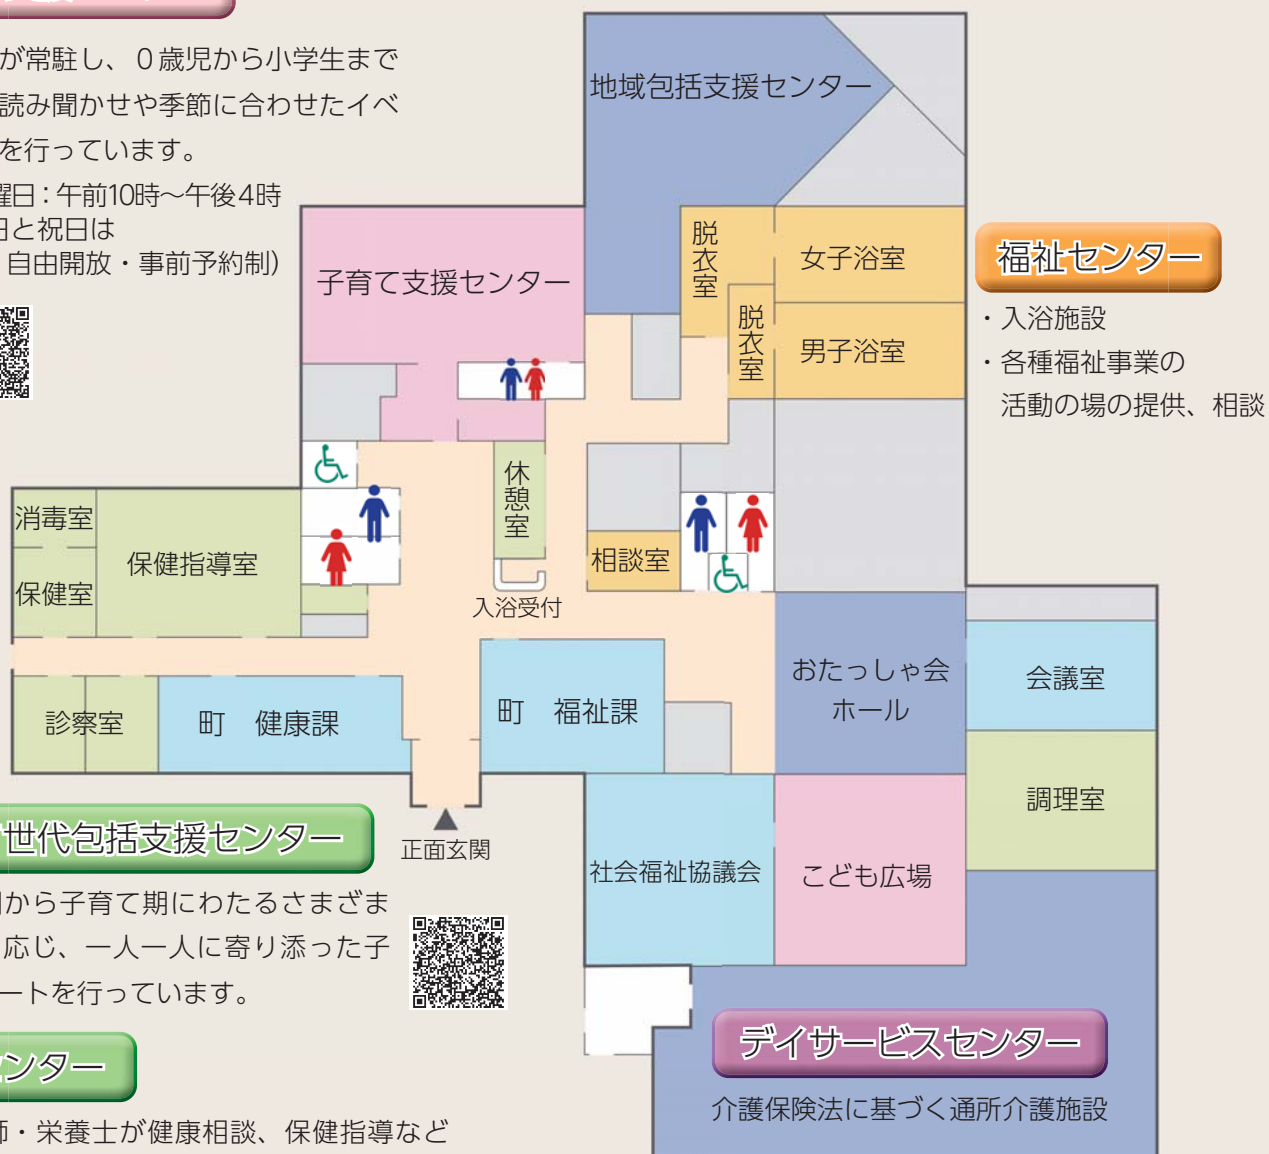 が常駐し、０歳児から小学生まで
読み聞かせや季節に合わせたイベ
を行っています。
曜日：午前10時～午後4時
日と祝日は
自由開放・事前予約制）
地域包括支援センター
子育て支援センター
脱衣室
女子浴室
脱衣室
男子浴室
福祉センター
・入浴施設
・各種福祉事業の
活動の場の提供、相談
休憩室
相談室
入浴受付
消毒室
保健指導室
保健室
診察室
町　健康課
町　福祉課
おたっしゃ会
ホール
会議室
調理室
正面玄関
社会福祉協議会
こども広場
世代包括支援センター
から子育て期にわたるさまざま
応じ、一人一人に寄り添った子
ートを行っています。
ンター
師・栄養士が健康相談、保健指導など
デイサービスセンター
介護保険法に基づく通所介護施設